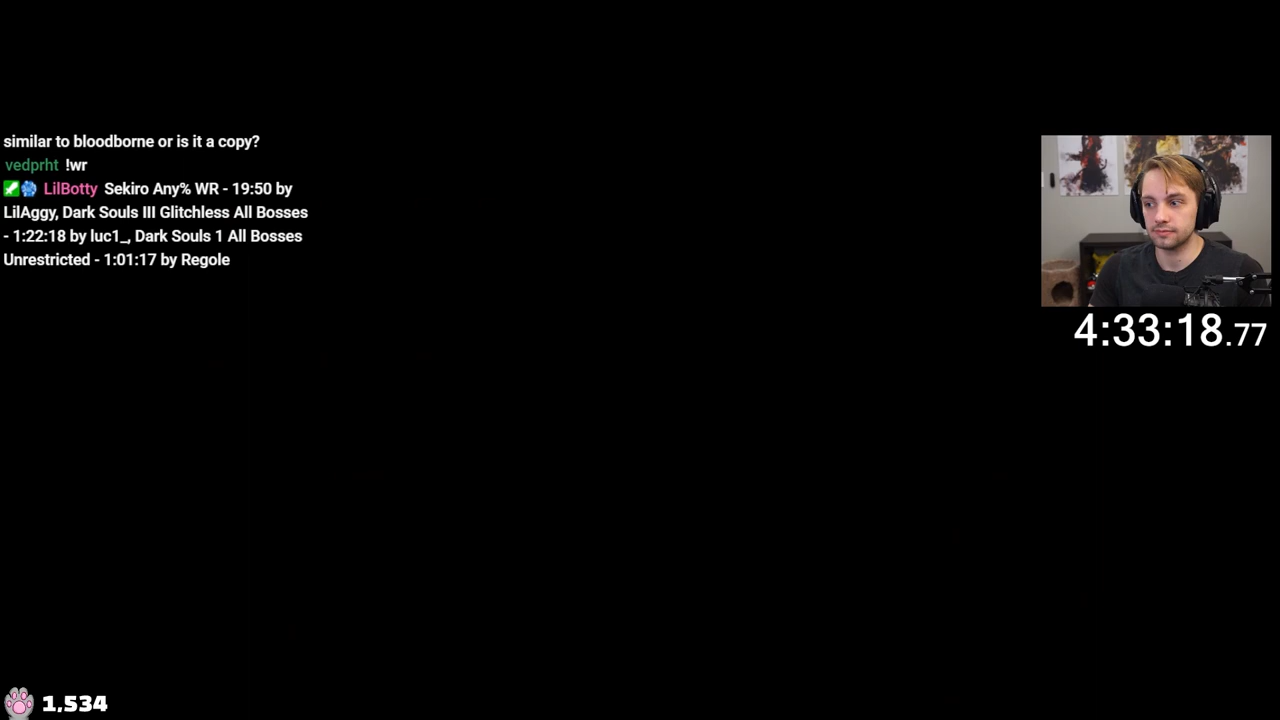 similar to bloodborne or is it a copy?
vedprht !wr
LilBotty Sekiro Any% WR - 19:50 by
LilAggy, Dark Souls III Glitchless All Bosses
- 1:22:18 by luc1_, Dark Souls 1 All Bosses
Unrestricted - 1:01:17 by Regole
4:33:18.77
1,534